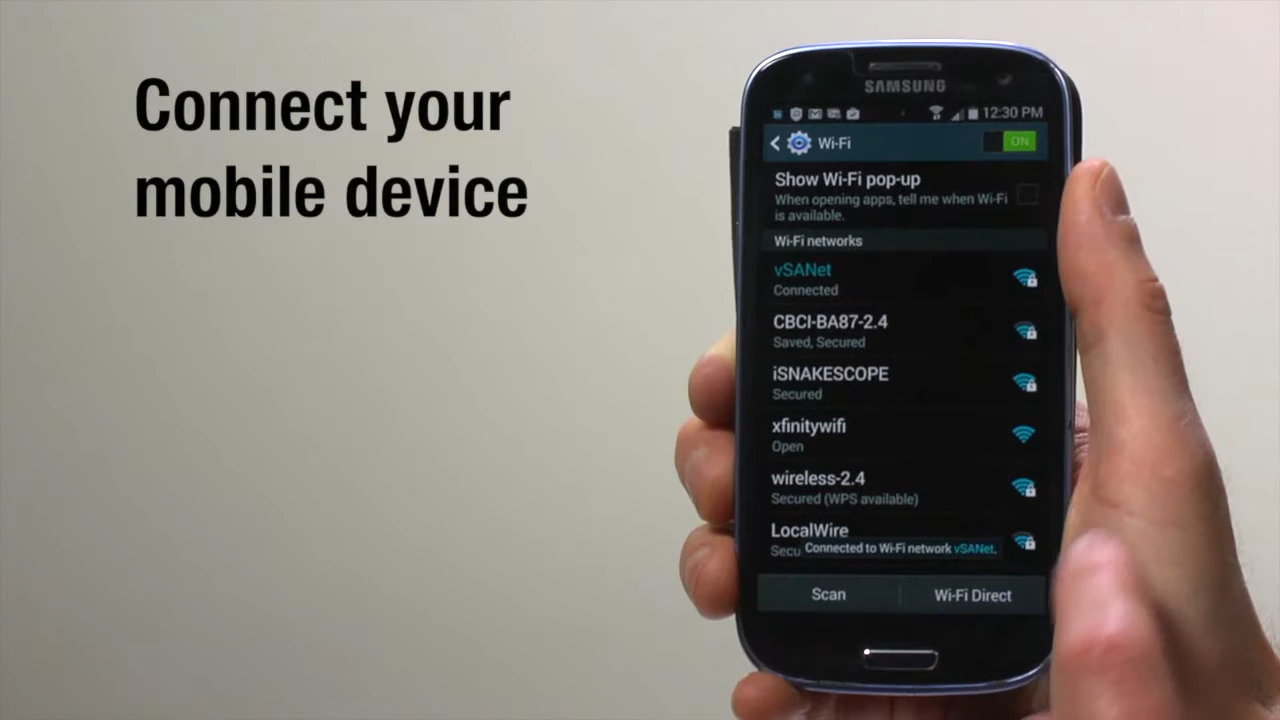 Connect your
mobile device
SAMSUNG
12:30 PM
Wi-Fi
ON
Show Wi-Fi pop-up
When opening apps, tell me when Wi-Fi
is available.
Wi-Fi networks
vSANet
Connected
CBCI-BA87-2.4
Saved, Secured
iSNAKESCOPE
Secured
xfinitywifi
Open
wireless-2.4
Secured (WPS available)
LocalWire
Secu
Connected to Wi-Fi network vSANet.
Scan
Wi-Fi Direct